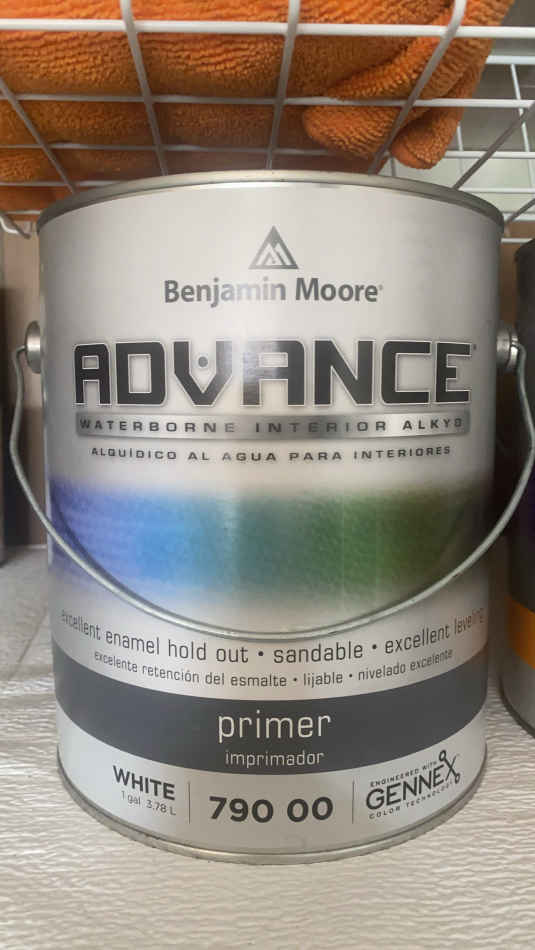 Benjamin Moore®
ADVANCE®
WATERBORNE INTERIOR ALKYD
ALQUÍDICO AL AGUA PARA INTERIORES
excellent enamel hold out • sandable • excellent leveling
excelente retención del esmalte • lijable • nivelado excelente
primer
imprimador
WHITE
1 gal 3,78 L
790 00
ENGINEERED WITH
GENNEX
COLOR TECHNOLOGY